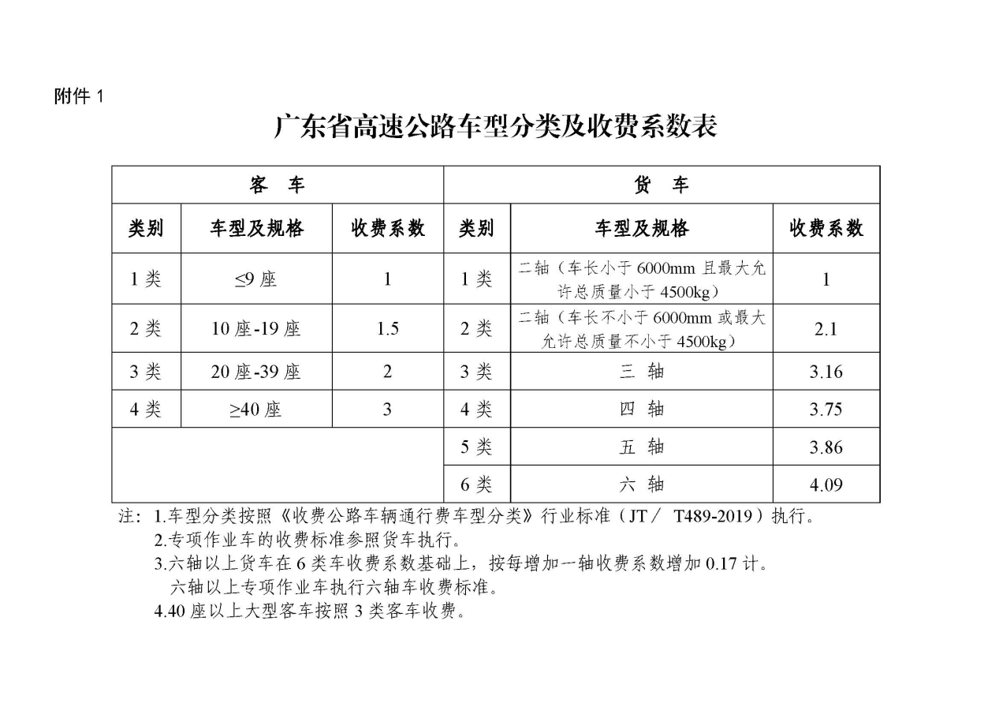 附件 1
广东省高速公路车型分类及收费系数表
客 车 货 车
类别 车型及规格 收费系数 类别 车型及规格 收费系数
1 类 ≤9 座 1 1 类 二轴（车长小于 6000mm 且最大允
许总质量小于 4500kg） 1
2 类 10 座-19 座 1.5 2 类 二轴（车长不小于 6000mm 或最大
允许总质量不小于 4500kg） 2.1
3 类 20 座-39 座 2 3 类 三 轴 3.16
4 类 ≥40 座 3 4 类 四 轴 3.75
5 类 五 轴 3.86
6 类 六 轴 4.09
注：1.车型分类按照《收费公路车辆通行费车型分类》行业标准（JT／ T489-2019）执行。
2.专项作业车的收费标准参照货车执行。
3.六轴以上货车在 6 类车收费系数基础上，按每增加一轴收费系数增加 0.17 计。
六轴以上专项作业车执行六轴车收费标准。
4.40 座以上大型客车按照 3 类客车收费。